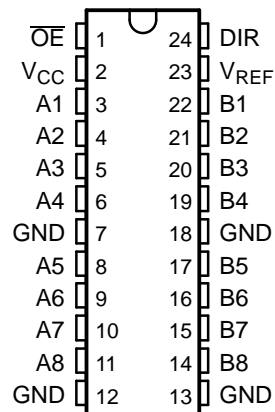 OE 1 24 DIR
VCC 2 23 VREF
A1 3 22 B1
A2 4 21 B2
A3 5 20 B3
A4 6 19 B4
GND 7 18 GND
A5 8 17 B5
A6 9 16 B6
A7 10 15 B7
A8 11 14 B8
GND 12 13 GND